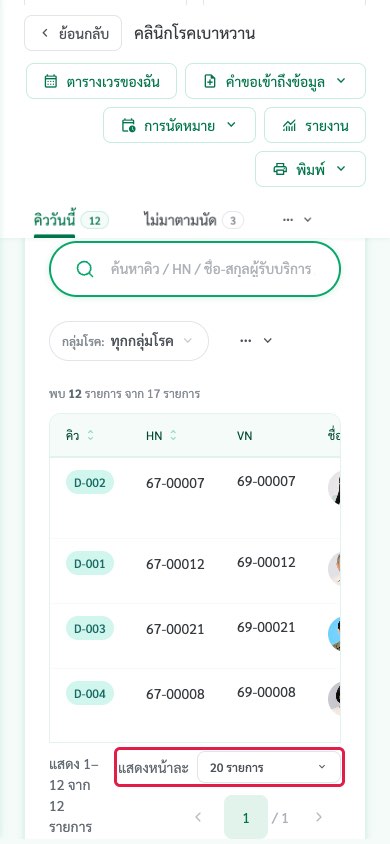 ย้อนกลับ คลินิกโรคเบาหวาน
ตารางเวรของฉัน คำขอเข้าถึงข้อมูล
การนัดหมาย รายงาน
พิมพ์
คิววันนี้ 12 ไม่มาตามนัด 3 ...
ค้นหาคิว / HN / ชื่อ-สกุลผู้รับบริการ
กลุ่มโรค: ทุกกลุ่มโรค ...
พบ 12 รายการ จาก 17 รายการ
คิว HN VN ชื่อ
D-002 67-00007 69-00007
D-001 67-00012 69-00012
D-003 67-00021 69-00021
D-004 67-00008 69-00008
แสดง 1–
12 จาก
12
รายการ
แสดงหน้าละ 20 รายการ
1 / 1